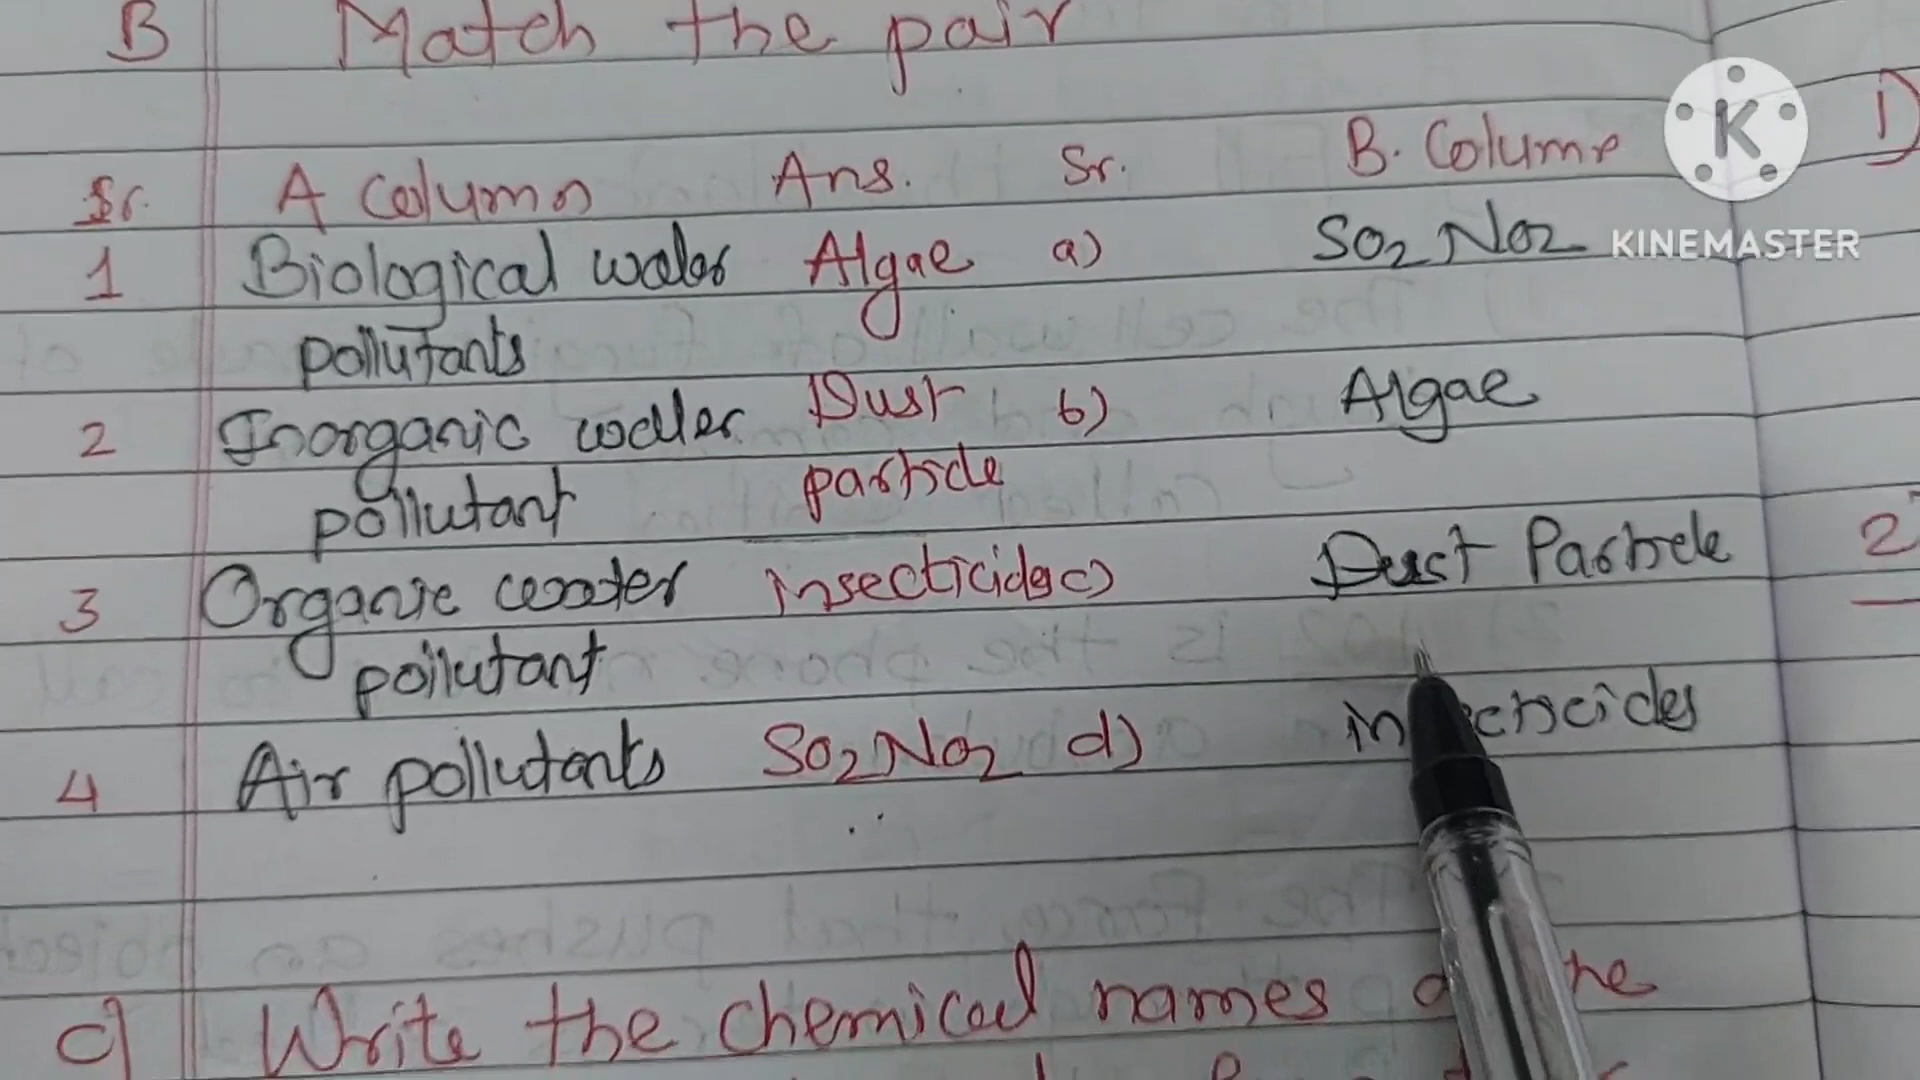 B Match the pair
Sr. A Column Ans. Sr. B. Column
1 Biological water Algae a) SO2 NO2
pollutants
2 Inorganic water Dust b) Algae
pollutant particle
3 Organic water insecticides c) Dust Particle
pollutant
4 Air pollutants SO2 NO2 d)
c) Write the chemical names
KINEMASTER
1)
2